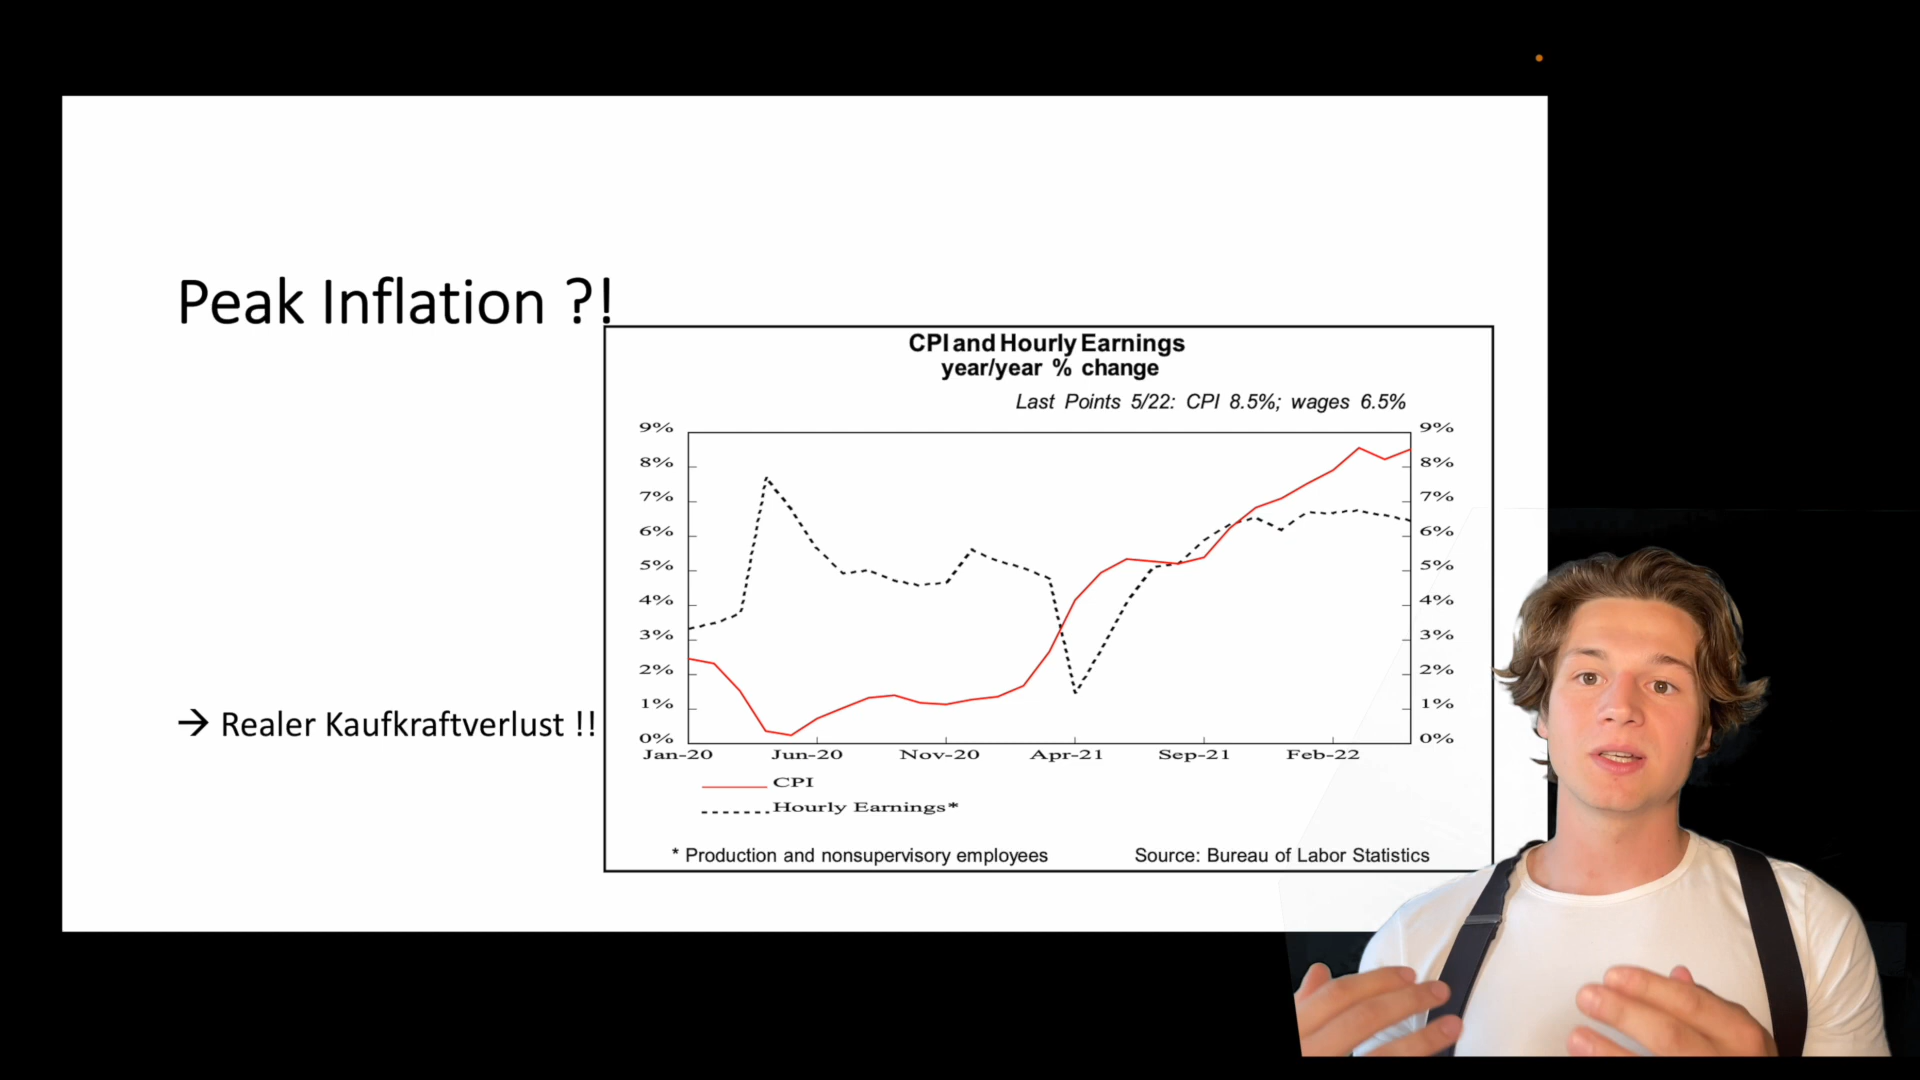 Peak Inflation ?!
CPI and Hourly Earnings
year/year % change
Last Points 5/22: CPI 8.5%; wages 6.5%
9% 9%
8% 8%
7% 7%
6% 6%
5% 5%
4% 4%
3% 3%
2% 2%
1% 1%
0% 0%
Jan-20 Jun-20 Nov-20 Apr-21 Sep-21 Feb-22
CPI
Hourly Earnings*
* Production and nonsupervisory employees Source: Bureau of Labor Statistics
→ Realer Kaufkraftverlust !!